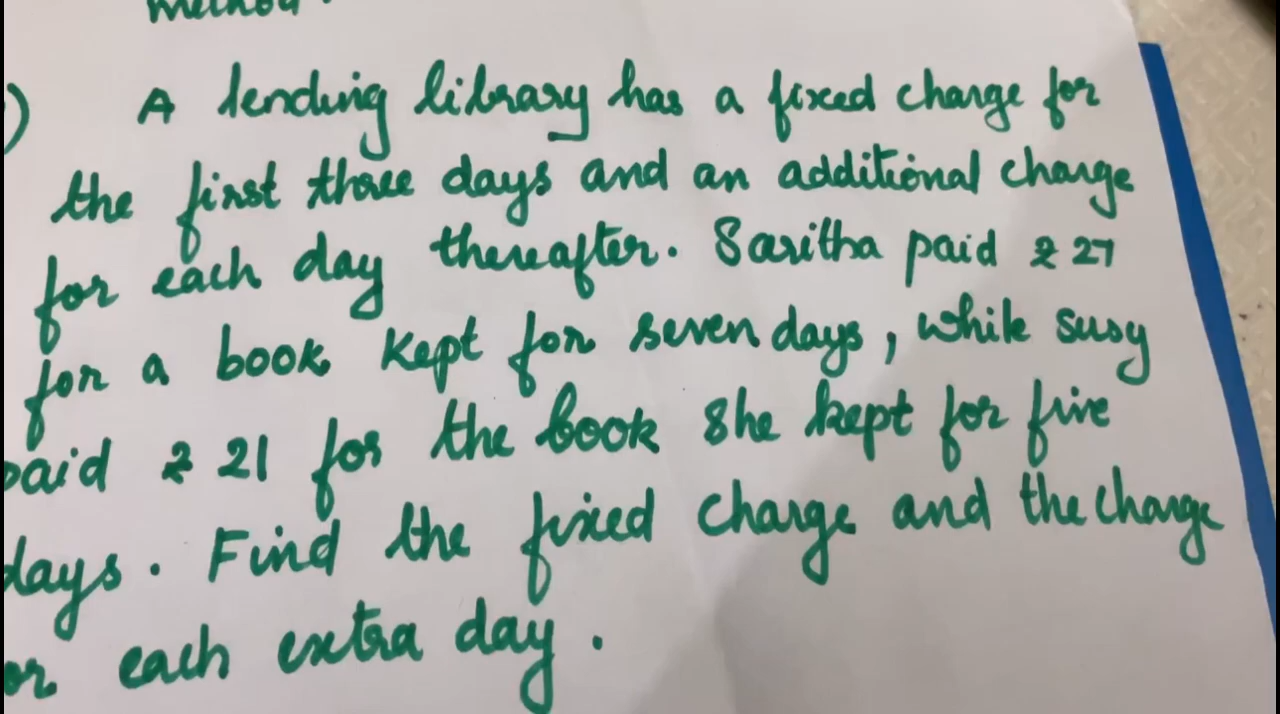 method.
) A lending library has a fixed charge for
the first three days and an additional charge
for each day thereafter. Saritha paid ₹ 27
for a book kept for seven days, while susy
paid ₹ 21 for the book she kept for five
days. Find the fixed charge and the charge
or each extra day.